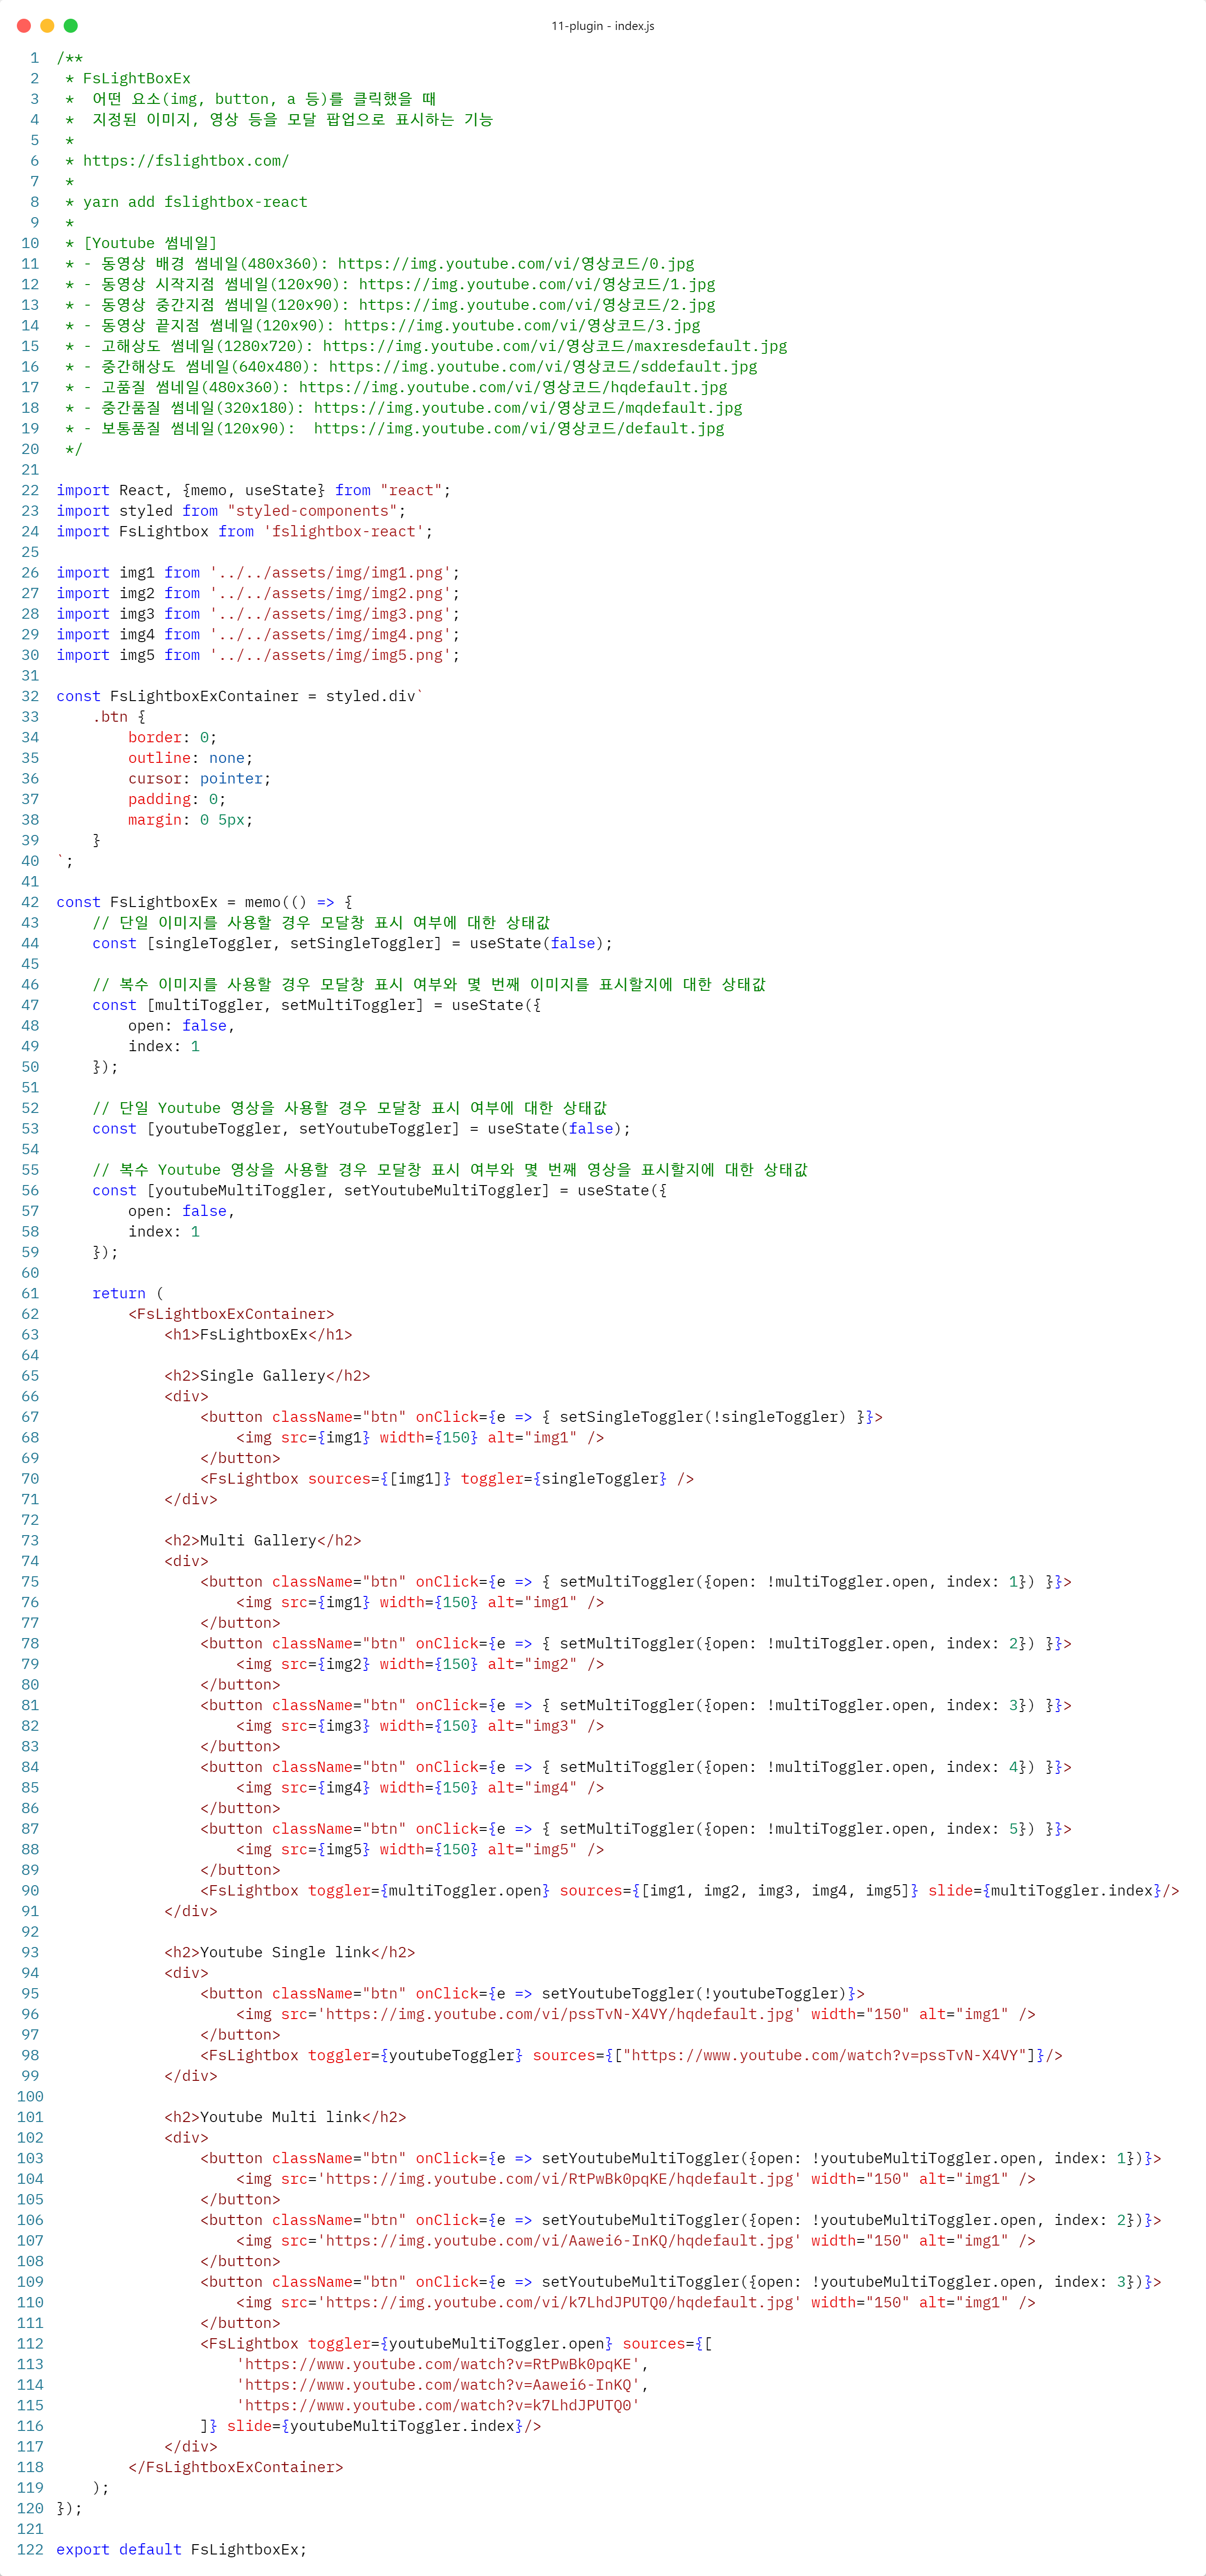 11-plugin - index.js
1 /**
2  * FsLightBoxEx
3  *  어떤 요소(img, button, a 등)를 클릭했을 때
4  *  지정된 이미지, 영상 등을 모달 팝업으로 표시하는 기능
5  *
6  * https://fslightbox.com/
7  *
8  * yarn add fslightbox-react
9  *
10  * [Youtube 썸네일]
11  * - 동영상 배경 썸네일(480x360): https://img.youtube.com/vi/영상코드/0.jpg
12  * - 동영상 시작지점 썸네일(120x90): https://img.youtube.com/vi/영상코드/1.jpg
13  * - 동영상 중간지점 썸네일(120x90): https://img.youtube.com/vi/영상코드/2.jpg
14  * - 동영상 끝지점 썸네일(120x90): https://img.youtube.com/vi/영상코드/3.jpg
15  * - 고해상도 썸네일(1280x720): https://img.youtube.com/vi/영상코드/maxresdefault.jpg
16  * - 중간해상도 썸네일(640x480): https://img.youtube.com/vi/영상코드/sddefault.jpg
17  * - 고품질 썸네일(480x360): https://img.youtube.com/vi/영상코드/hqdefault.jpg
18  * - 중간품질 썸네일(320x180): https://img.youtube.com/vi/영상코드/mqdefault.jpg
19  * - 보통품질 썸네일(120x90):  https://img.youtube.com/vi/영상코드/default.jpg
20  */
21
22 import React, {memo, useState} from "react";
23 import styled from "styled-components";
24 import FsLightbox from 'fslightbox-react';
25
26 import img1 from '../../assets/img/img1.png';
27 import img2 from '../../assets/img/img2.png';
28 import img3 from '../../assets/img/img3.png';
29 import img4 from '../../assets/img/img4.png';
30 import img5 from '../../assets/img/img5.png';
31
32 const FsLightboxExContainer = styled.div`
33     .btn {
34         border: 0;
35         outline: none;
36         cursor: pointer;
37         padding: 0;
38         margin: 0 5px;
39     }
40 `;
41
42 const FsLightboxEx = memo(() => {
43     // 단일 이미지를 사용할 경우 모달창 표시 여부에 대한 상태값
44     const [singleToggler, setSingleToggler] = useState(false);
45
46     // 복수 이미지를 사용할 경우 모달창 표시 여부와 몇 번째 이미지를 표시할지에 대한 상태값
47     const [multiToggler, setMultiToggler] = useState({
48         open: false,
49         index: 1
50     });
51
52     // 단일 Youtube 영상을 사용할 경우 모달창 표시 여부에 대한 상태값
53     const [youtubeToggler, setYoutubeToggler] = useState(false);
54
55     // 복수 Youtube 영상을 사용할 경우 모달창 표시 여부와 몇 번째 영상을 표시할지에 대한 상태값
56     const [youtubeMultiToggler, setYoutubeMultiToggler] = useState({
57         open: false,
58         index: 1
59     });
60
61     return (
62         <FsLightboxExContainer>
63             <h1>FsLightboxEx</h1>
64
65             <h2>Single Gallery</h2>
66             <div>
67                 <button className="btn" onClick={e => { setSingleToggler(!singleToggler) }}>
68                     <img src={img1} width={150} alt="img1" />
69                 </button>
70                 <FsLightbox sources={[img1]} toggler={singleToggler} />
71             </div>
72
73             <h2>Multi Gallery</h2>
74             <div>
75                 <button className="btn" onClick={e => { setMultiToggler({open: !multiToggler.open, index: 1}) }}>
76                     <img src={img1} width={150} alt="img1" />
77                 </button>
78                 <button className="btn" onClick={e => { setMultiToggler({open: !multiToggler.open, index: 2}) }}>
79                     <img src={img2} width={150} alt="img2" />
80                 </button>
81                 <button className="btn" onClick={e => { setMultiToggler({open: !multiToggler.open, index: 3}) }}>
82                     <img src={img3} width={150} alt="img3" />
83                 </button>
84                 <button className="btn" onClick={e => { setMultiToggler({open: !multiToggler.open, index: 4}) }}>
85                     <img src={img4} width={150} alt="img4" />
86                 </button>
87                 <button className="btn" onClick={e => { setMultiToggler({open: !multiToggler.open, index: 5}) }}>
88                     <img src={img5} width={150} alt="img5" />
89                 </button>
90                 <FsLightbox toggler={multiToggler.open} sources={[img1, img2, img3, img4, img5]} slide={multiToggler.index}/>
91             </div>
92
93             <h2>Youtube Single link</h2>
94             <div>
95                 <button className="btn" onClick={e => setYoutubeToggler(!youtubeToggler)}>
96                     <img src='https://img.youtube.com/vi/pssTvN-X4VY/hqdefault.jpg' width="150" alt="img1" />
97                 </button>
98                 <FsLightbox toggler={youtubeToggler} sources={["https://www.youtube.com/watch?v=pssTvN-X4VY"]}/>
99             </div>
100
101             <h2>Youtube Multi link</h2>
102             <div>
103                 <button className="btn" onClick={e => setYoutubeMultiToggler({open: !youtubeMultiToggler.open, index: 1})}>
104                     <img src='https://img.youtube.com/vi/RtPwBk0pqKE/hqdefault.jpg' width="150" alt="img1" />
105                 </button>
106                 <button className="btn" onClick={e => setYoutubeMultiToggler({open: !youtubeMultiToggler.open, index: 2})}>
107                     <img src='https://img.youtube.com/vi/Aawei6-InKQ/hqdefault.jpg' width="150" alt="img1" />
108                 </button>
109                 <button className="btn" onClick={e => setYoutubeMultiToggler({open: !youtubeMultiToggler.open, index: 3})}>
110                     <img src='https://img.youtube.com/vi/k7LhdJPUTQ0/hqdefault.jpg' width="150" alt="img1" />
111                 </button>
112                 <FsLightbox toggler={youtubeMultiToggler.open} sources={[
113                     'https://www.youtube.com/watch?v=RtPwBk0pqKE',
114                     'https://www.youtube.com/watch?v=Aawei6-InKQ',
115                     'https://www.youtube.com/watch?v=k7LhdJPUTQ0'
116                 ]} slide={youtubeMultiToggler.index}/>
117             </div>
118         </FsLightboxExContainer>
119     );
120 });
121
122 export default FsLightboxEx;